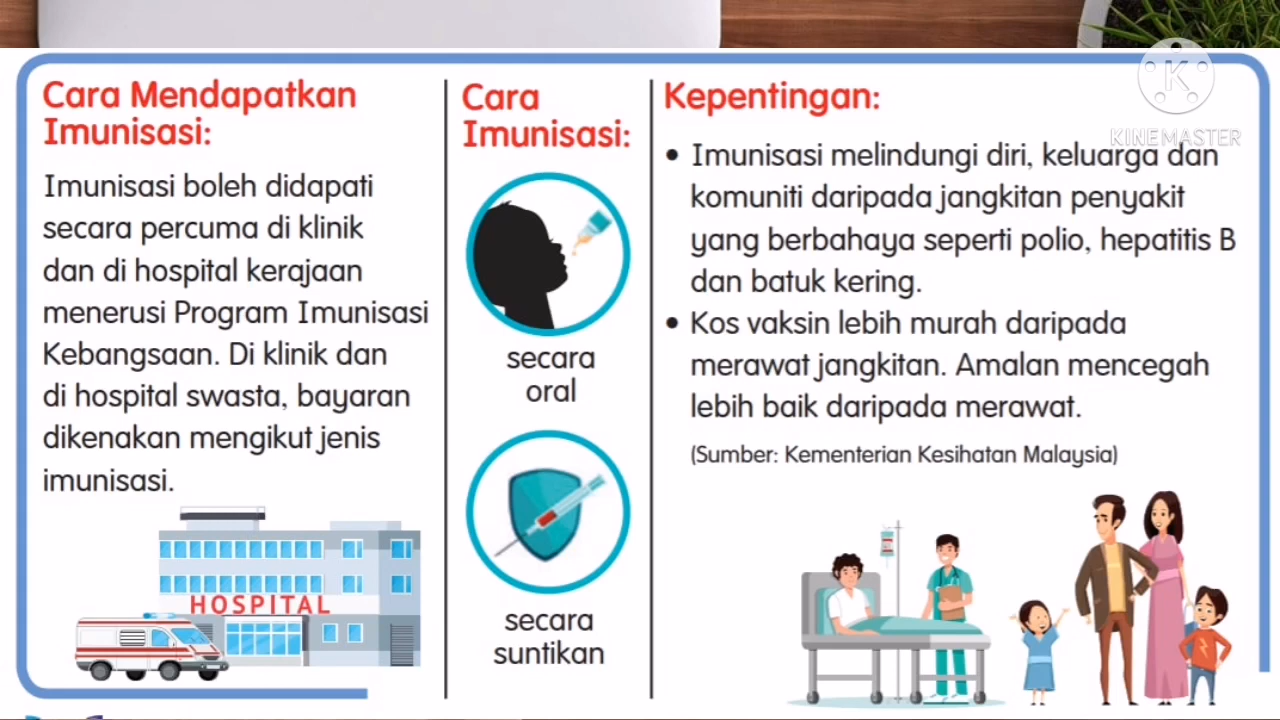 Cara Mendapatkan
Imunisasi:
Imunisasi boleh didapati
secara percuma di klinik
dan di hospital kerajaan
menerusi Program Imunisasi
Kebangsaan. Di klinik dan
di hospital swasta, bayaran
dikenakan mengikut jenis
imunisasi.
HOSPITAL
Cara
Imunisasi:
secara
oral
secara
suntikan
Kepentingan:
• Imunisasi melindungi diri, keluarga dan
komuniti daripada jangkitan penyakit
yang berbahaya seperti polio, hepatitis B
dan batuk kering.
• Kos vaksin lebih murah daripada
merawat jangkitan. Amalan mencegah
lebih baik daripada merawat.
(Sumber: Kementerian Kesihatan Malaysia)
K
KINEMASTER